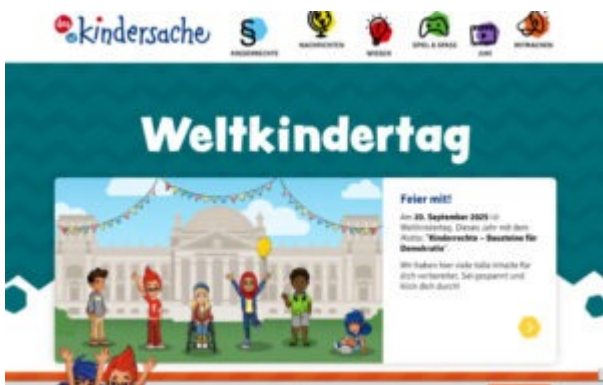 kindersache
KINDERRECHTE
NACHRICHTEN
WISSEN
SPIEL & SPASS
JUKI
MITMACHEN
Weltkindertag
Feier mit!
Am 20. September 2025 ist
Weltkindertag. Dieses Jahr mit dem
Motto: "Kinderrechte – Bausteine für
Demokratie".
Wir haben hier viele tolle Inhalte für
dich vorbereitet. Sei gespannt und
klick dich durch!